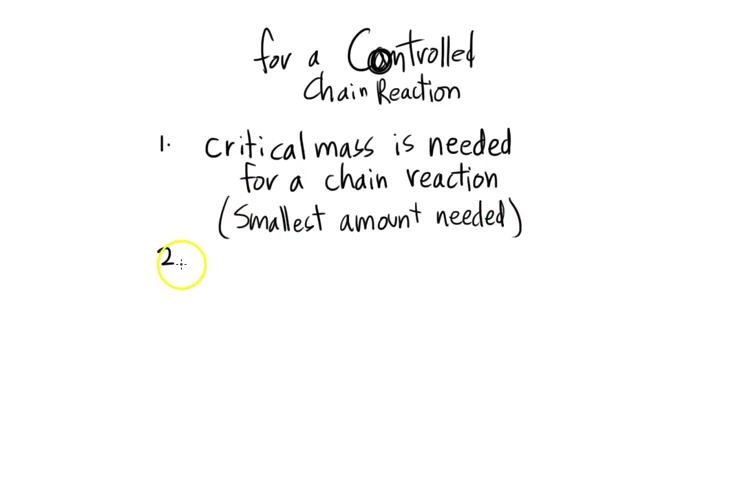 for a Controlled
Chain Reaction
1. critical mass is needed
for a chain reaction
(Smallest amount needed)
2.